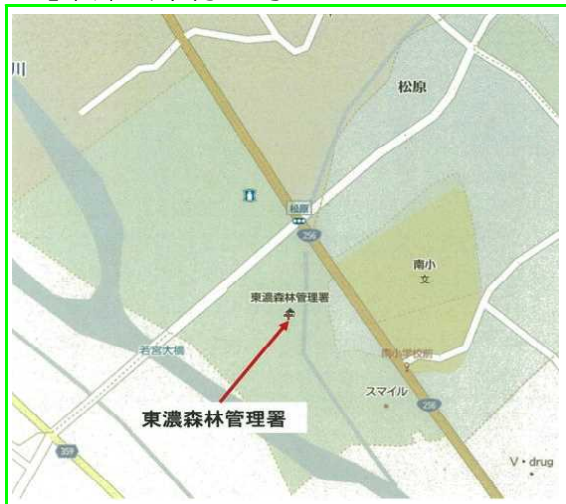 川
松原
松原
256
南小
文
東濃森林管理署
南小学校前
若宮大橋
スマイル
東濃森林管理署
256
359
V・drug